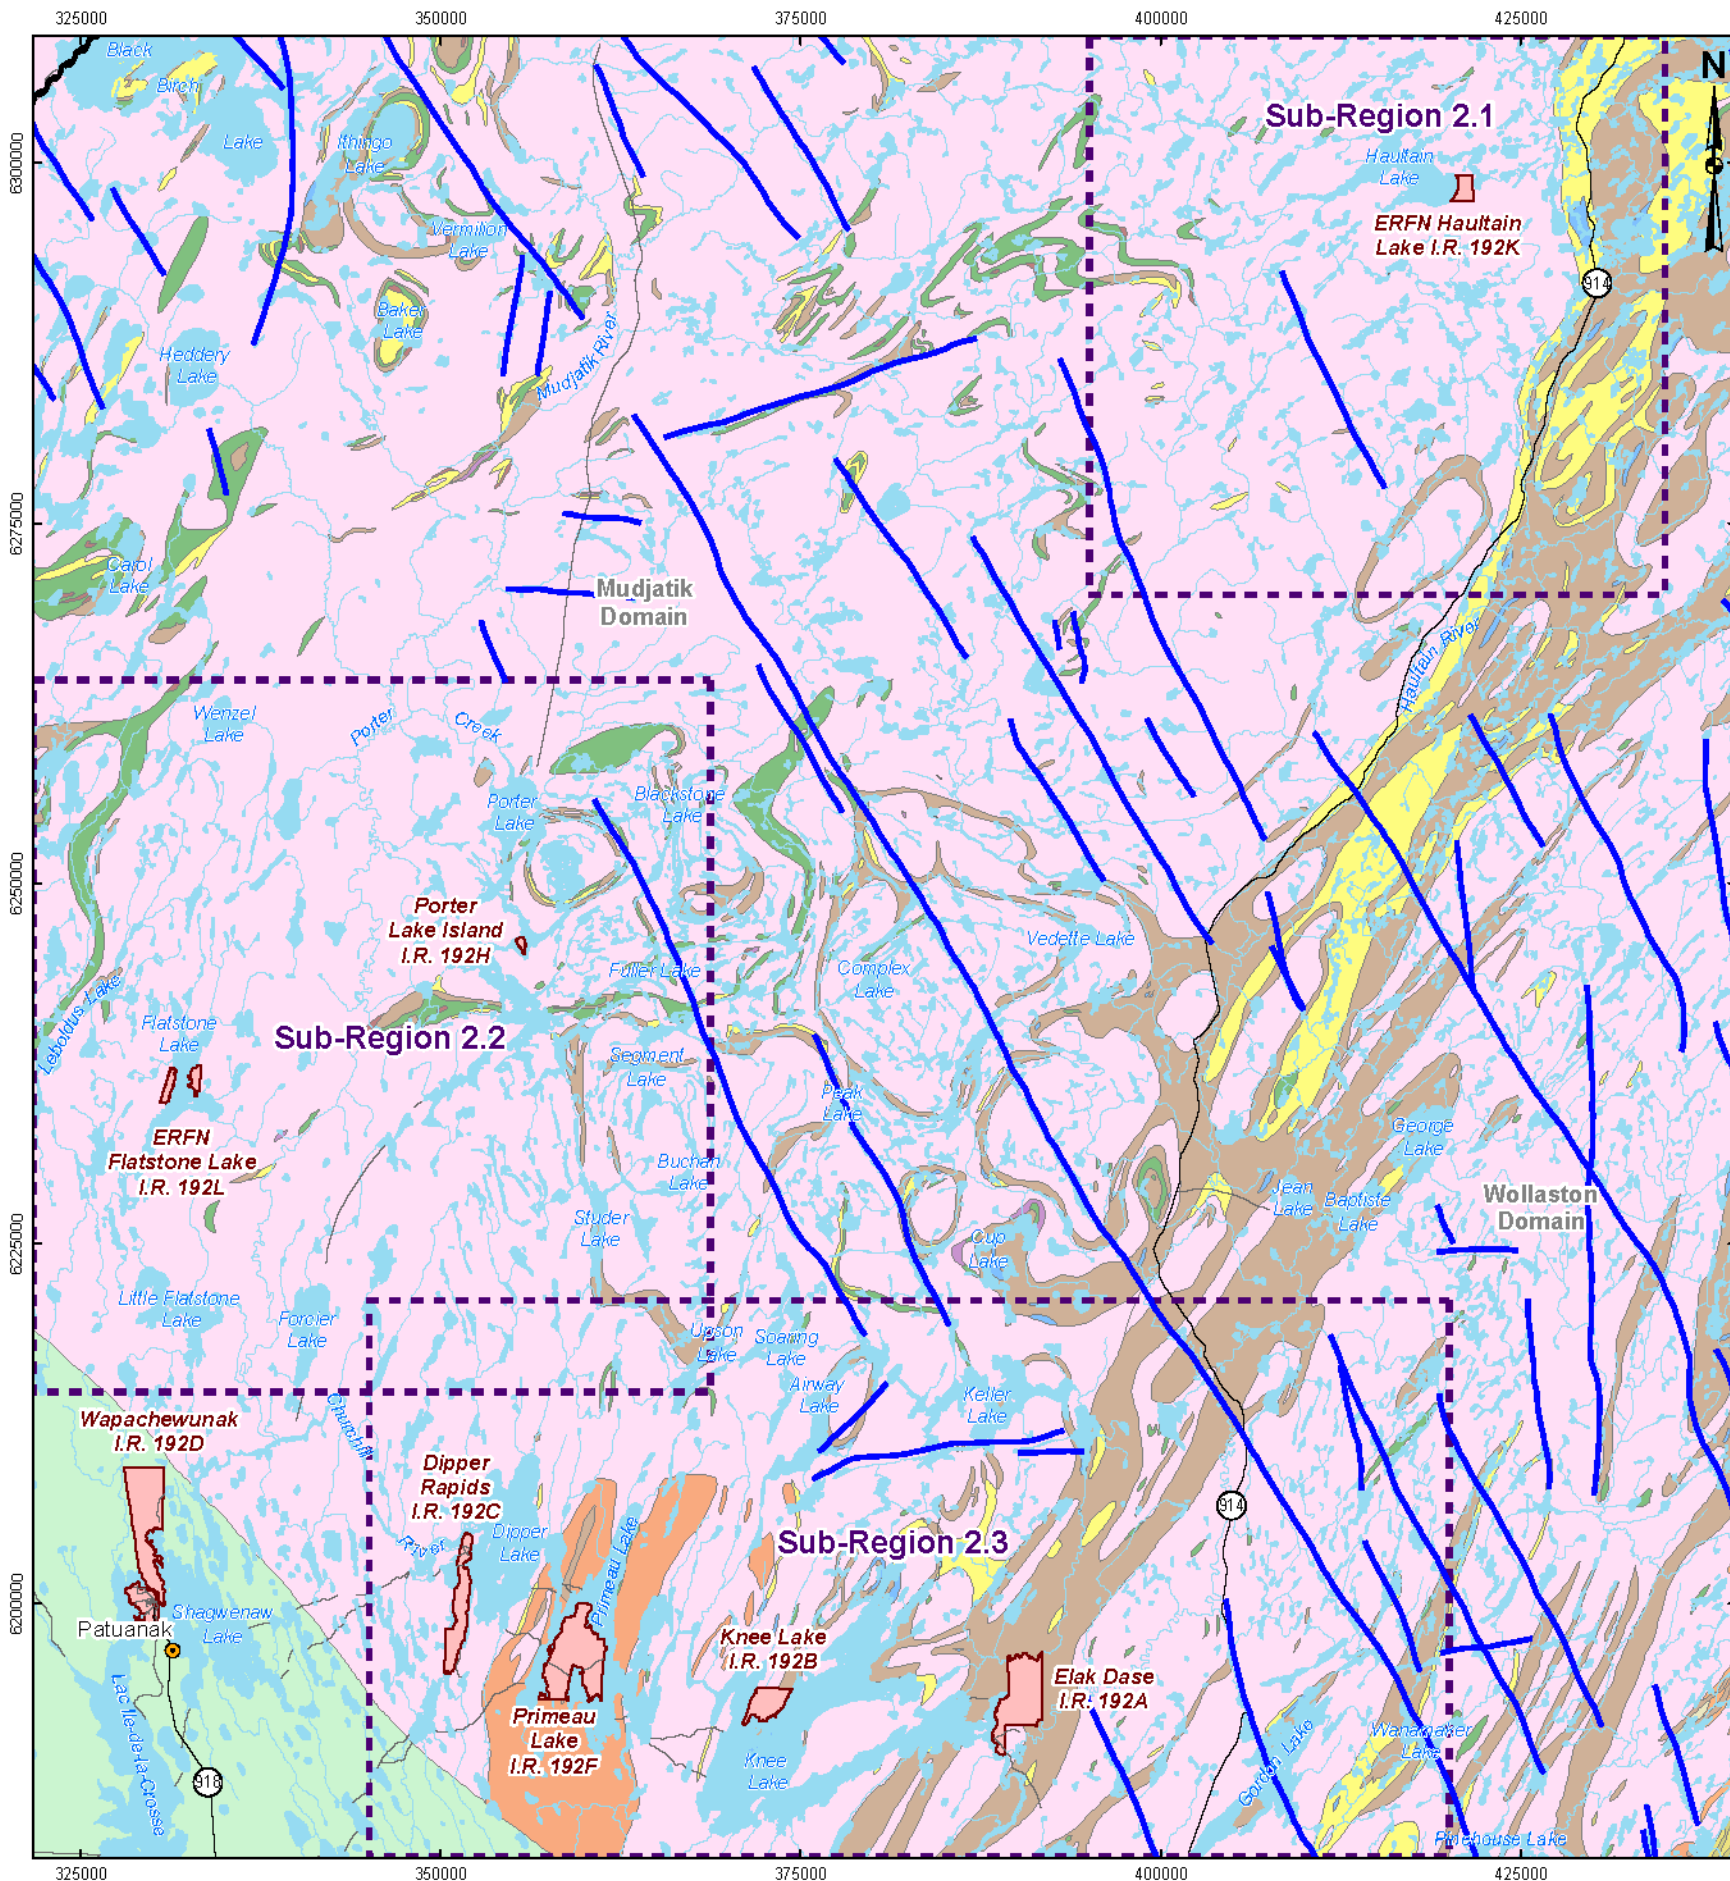 325000
350000
375000
400000
425000
Black
Birch
Lake
Ithingo
Lake
Sub-Region 2.1
N
Haultain
Lake
6300000
ERFN Haultain
Lake I.R. 192K
Vermilion
Lake
914
Baker
Lake
Mudjatik River
Heddery
Lake
6275000
Carol
Lake
Mudjatik
Domain
Haultain River
Wenzel
Lake
Porter
Creek
Porter
Lake
Blackstone
Lake
6250000
Porter
Lake Island
I.R. 192H
Vedette Lake
Fuller Lake
Complex
Lake
Leboldus Lake
Flatstone
Lake
Sub-Region 2.2
Segment
Lake
Peak
Lake
ERFN
Flatstone Lake
I.R. 192L
George
Lake
Buchan
Lake
Jean
Lake
Baptiste
Lake
Wollaston
Domain
6225000
Studer
Lake
Cup
Lake
Little Flatstone
Lake
Forcier
Lake
Upson
Lake
Soaring
Lake
Airway
Lake
Keller
Lake
Wapachewunak
I.R. 192D
Churchill
River
Dipper
Rapids
I.R. 192C
Dipper
Lake
Primeau Lake
Sub-Region 2.3
914
6200000
Shagwenaw
Lake
Patuanak
Knee Lake
I.R. 192B
Elak Dase
I.R. 192A
Lac Ile-de-la-Crosse
Primeau
Lake
I.R. 192F
Knee
Lake
Gordon Lake
Wanamaker
Lake
918
Pinehouse Lake
325000
350000
375000
400000
425000